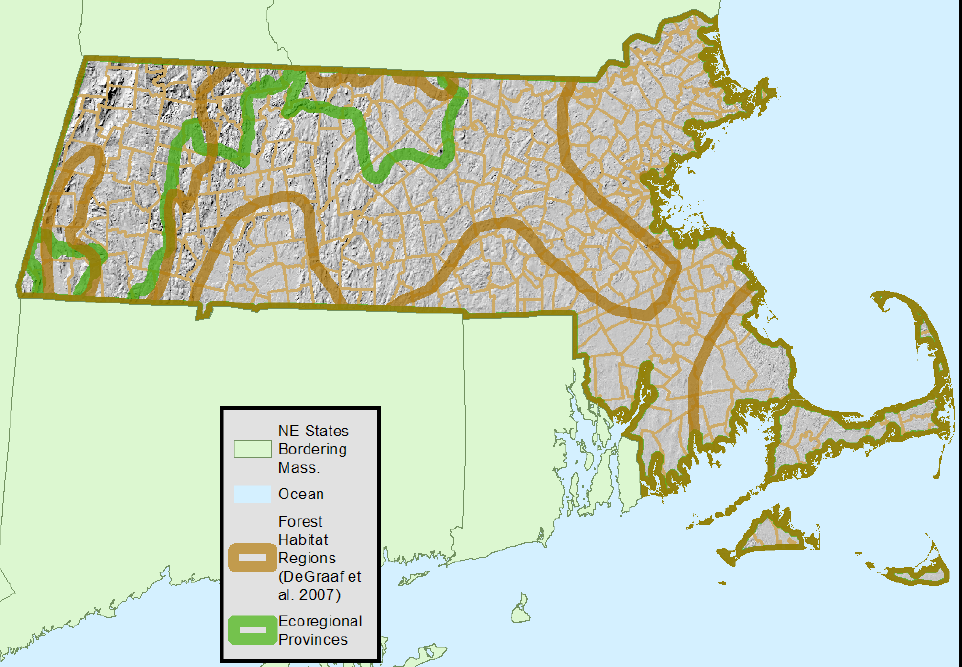 NE States
Bordering
Mass.
Ocean
Forest
Habitat
Regions
(DeGraaf et
al. 2007)
Ecoregional
Provinces